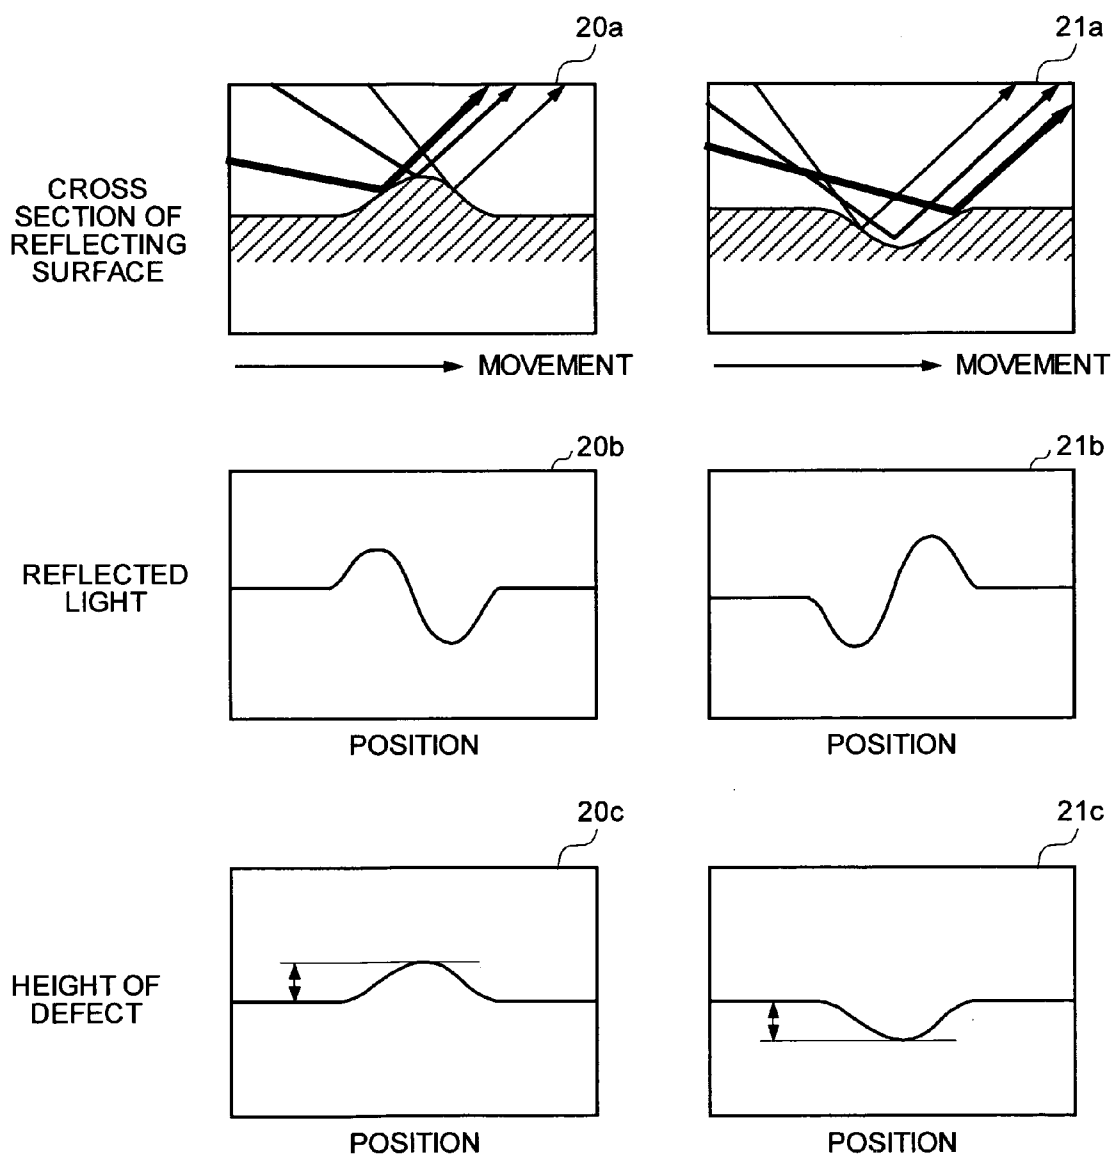 20a
21a
CROSS
SECTION OF
REFLECTING
SURFACE
MOVEMENT
MOVEMENT
20b
21b
REFLECTED
LIGHT
POSITION
POSITION
20c
21c
HEIGHT OF
DEFECT
POSITION
POSITION